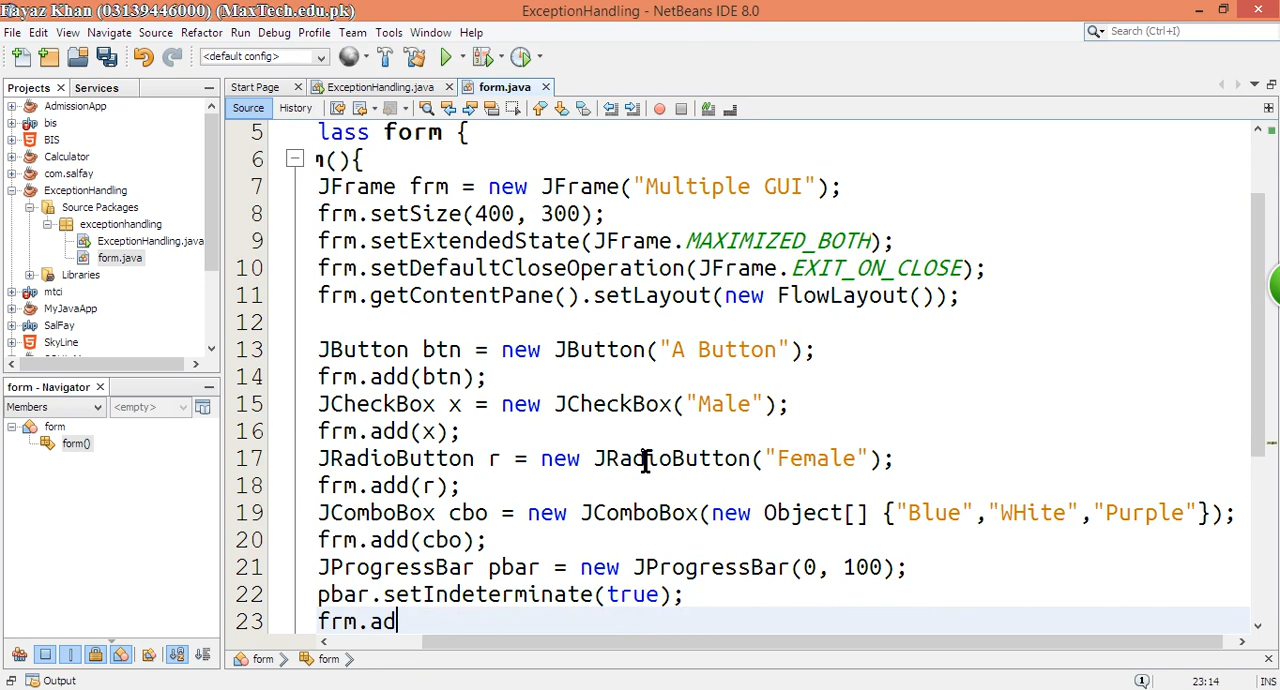 Fayaz Khan (03139446000) (MaxTech.edu.pk)
ExceptionHandling - NetBeans IDE 8.0
File Edit View Navigate Source Refactor Run Debug Profile Team Tools Window Help
Search (Ctrl+I)
<default config>
Projects Services
Start Page ExceptionHandling.java form.java
Source History
AdmissionApp
bis
BIS
Calculator
com.salfay
ExceptionHandling
Source Packages
exceptionhandling
ExceptionHandling.java
form.java
Libraries
mtci
MyJavaApp
SalFay
SkyLine
form - Navigator
Members <empty>
form
form()
5 lass form {
6 (){
7 JFrame frm = new JFrame("Multiple GUI");
8 frm.setSize(400, 300);
9 frm.setExtendedState(JFrame.MAXIMIZED_BOTH);
10 frm.setDefaultCloseOperation(JFrame.EXIT_ON_CLOSE);
11 frm.getContentPane().setLayout(new FlowLayout());
12
13 JButton btn = new JButton("A Button");
14 frm.add(btn);
15 JCheckBox x = new JCheckBox("Male");
16 frm.add(x);
17 JRadioButton r = new JRadioButton("Female");
18 frm.add(r);
19 JComboBox cbo = new JComboBox(new Object[] {"Blue","WHite","Purple"});
20 frm.add(cbo);
21 JProgressBar pbar = new JProgressBar(0, 100);
22 pbar.setIndeterminate(true);
23 frm.ad
form form
Output
23:14 INS